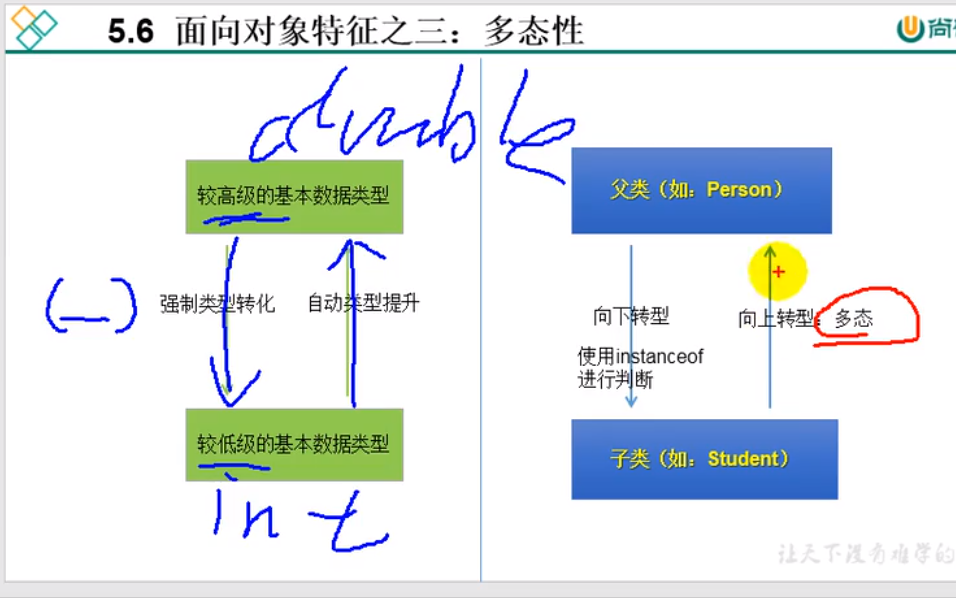 5.6 面向对象特征之三：多态性
尚
double
较高级的基本数据类型
(—)
强制类型转化
自动类型提升
较低级的基本数据类型
int
父类（如：Person）
向下转型
使用instanceof
进行判断
向上转型：多态
子类（如：Student）
让天下没有难学的